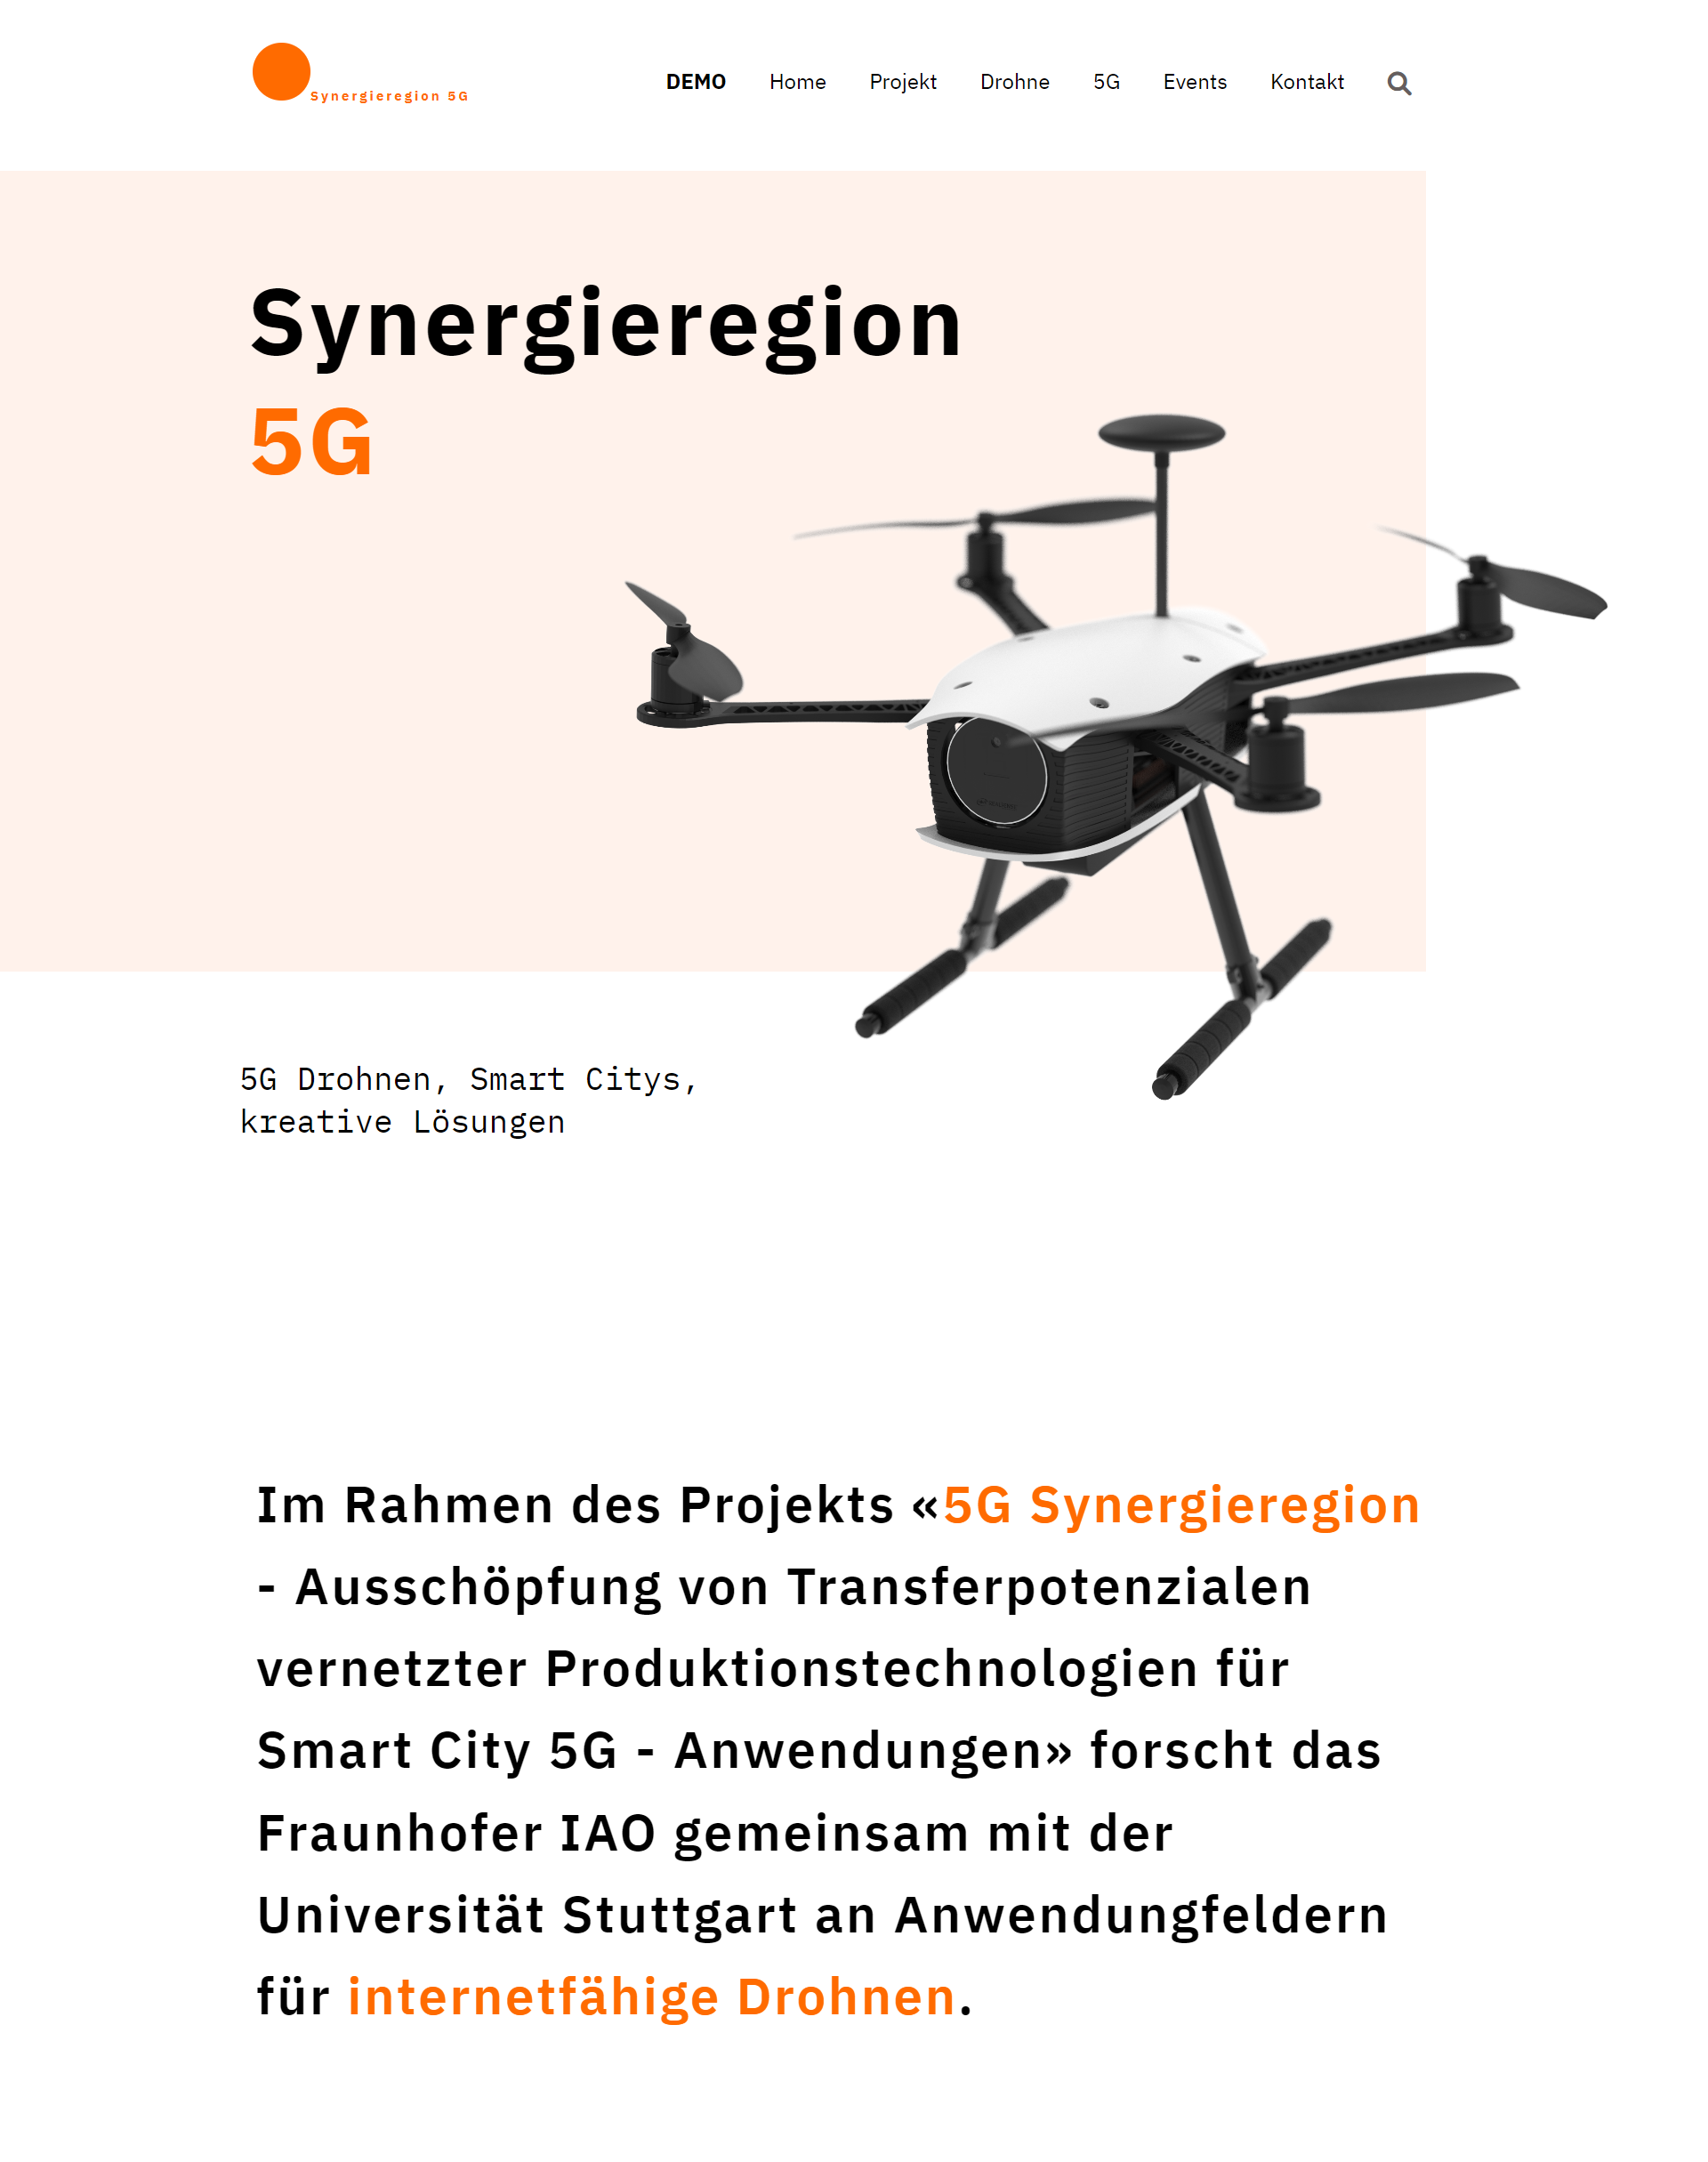 Synergieregion 5G
DEMO Home Projekt Drohne 5G Events Kontakt
Synergieregion
5G
5G Drohnen, Smart Citys,
kreative Lösungen
Im Rahmen des Projekts «5G Synergieregion
- Ausschöpfung von Transferpotenzialen
vernetzter Produktionstechnologien für
Smart City 5G - Anwendungen» forscht das
Fraunhofer IAO gemeinsam mit der
Universität Stuttgart an Anwendungfeldern
für internetfähige Drohnen.